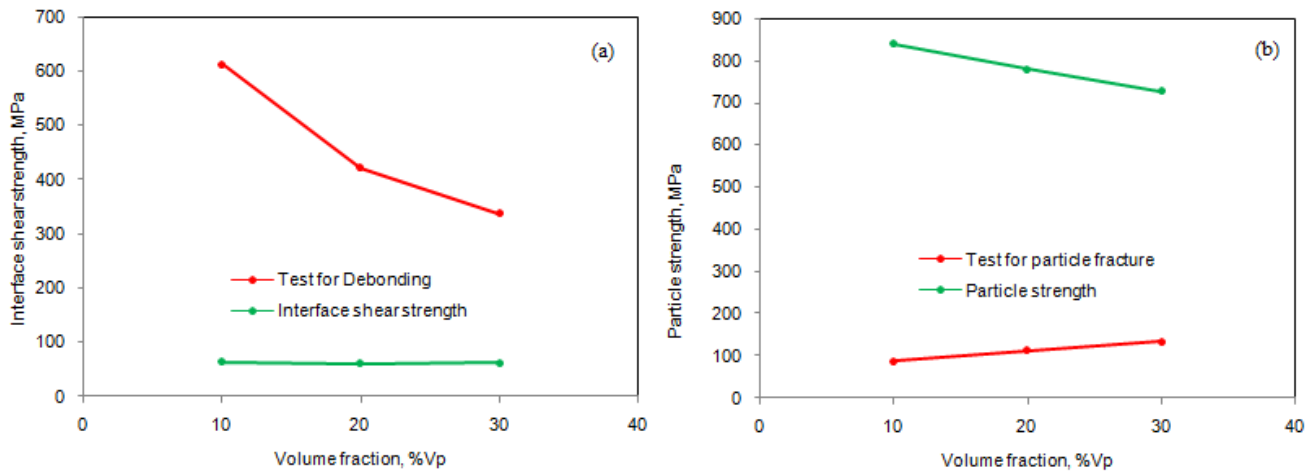 700
600
500
400
300
200
100
0
0
10
20
30
40
Interface shear strength, MPa
Volume fraction, %Vp
(a)
Test for Debonding
Interface shear strength
900
800
700
600
500
400
300
200
100
0
0
10
20
30
40
Particle strength, MPa
Volume fraction, %Vp
(b)
Test for particle fracture
Particle strength